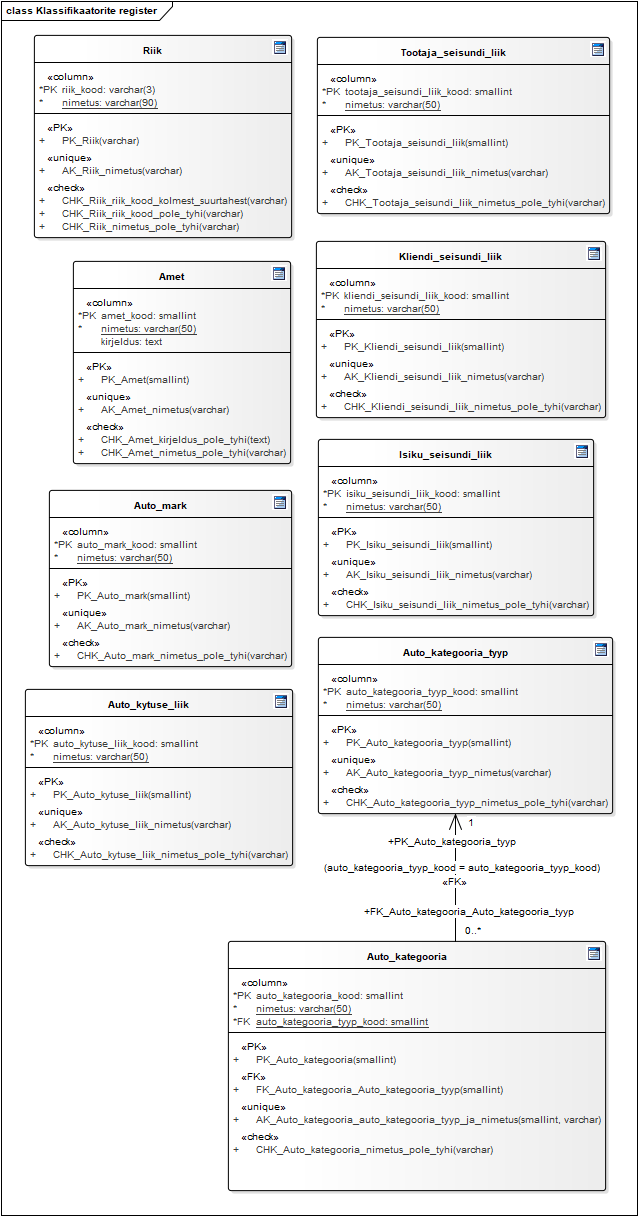 class Klassifikaatorite register
Riik
«column»
*PK riik_kood: varchar(3)
* nimetus: varchar(90)
«PK»
+ PK_Riik(varchar)
«unique»
+ AK_Riik_nimetus(varchar)
«check»
+ CHK_Riik_riik_kood_kolmest_suurtahest(varchar)
+ CHK_Riik_riik_kood_pole_tyhi(varchar)
+ CHK_Riik_nimetus_pole_tyhi(varchar)
Tootaja_seisundi_liik
«column»
*PK tootaja_seisundi_liik_kood: smallint
* nimetus: varchar(50)
«PK»
+ PK_Tootaja_seisundi_liik(smallint)
«unique»
+ AK_Tootaja_seisundi_liik_nimetus(varchar)
«check»
+ CHK_Tootaja_seisundi_liik_nimetus_pole_tyhi(varchar)
Amet
«column»
*PK amet_kood: smallint
* nimetus: varchar(50)
kirjeldus: text
«PK»
+ PK_Amet(smallint)
«unique»
+ AK_Amet_nimetus(varchar)
«check»
+ CHK_Amet_kirjeldus_pole_tyhi(text)
+ CHK_Amet_nimetus_pole_tyhi(varchar)
Kliendi_seisundi_liik
«column»
*PK kliendi_seisundi_liik_kood: smallint
* nimetus: varchar(50)
«PK»
+ PK_Kliendi_seisundi_liik(smallint)
«unique»
+ AK_Kliendi_seisundi_liik_nimetus(varchar)
«check»
+ CHK_Kliendi_seisundi_liik_nimetus_pole_tyhi(varchar)
Isiku_seisundi_liik
«column»
*PK isiku_seisundi_liik_kood: smallint
* nimetus: varchar(50)
«PK»
+ PK_Isiku_seisundi_liik(smallint)
«unique»
+ AK_Isiku_seisundi_liik_nimetus(varchar)
«check»
+ CHK_Isiku_seisundi_liik_nimetus_pole_tyhi(varchar)
Auto_mark
«column»
*PK auto_mark_kood: smallint
* nimetus: varchar(50)
«PK»
+ PK_Auto_mark(smallint)
«unique»
+ AK_Auto_mark_nimetus(varchar)
«check»
+ CHK_Auto_mark_nimetus_pole_tyhi(varchar)
Auto_kategooria_tyyp
«column»
*PK auto_kategooria_tyyp_kood: smallint
* nimetus: varchar(50)
«PK»
+ PK_Auto_kategooria_tyyp(smallint)
«unique»
+ AK_Auto_kategooria_tyyp_nimetus(varchar)
«check»
+ CHK_Auto_kategooria_tyyp_nimetus_pole_tyhi(varchar)
Auto_kytuse_liik
«column»
*PK auto_kytuse_liik_kood: smallint
* nimetus: varchar(50)
«PK»
+ PK_Auto_kytuse_liik(smallint)
«unique»
+ AK_Auto_kytuse_liik_nimetus(varchar)
«check»
+ CHK_Auto_kytuse_liik_nimetus_pole_tyhi(varchar)
1
+PK_Auto_kategooria_tyyp
(auto_kategooria_tyyp_kood = auto_kategooria_tyyp_kood)
«FK»
+FK_Auto_kategooria_Auto_kategooria_tyyp
0..*
Auto_kategooria
«column»
*PK auto_kategooria_kood: smallint
* nimetus: varchar(50)
*FK auto_kategooria_tyyp_kood: smallint
«PK»
+ PK_Auto_kategooria(smallint)
«FK»
+ FK_Auto_kategooria_Auto_kategooria_tyyp(smallint)
«unique»
+ AK_Auto_kategooria_auto_kategooria_tyyp_ja_nimetus(smallint, varchar)
«check»
+ CHK_Auto_kategooria_nimetus_pole_tyhi(varchar)